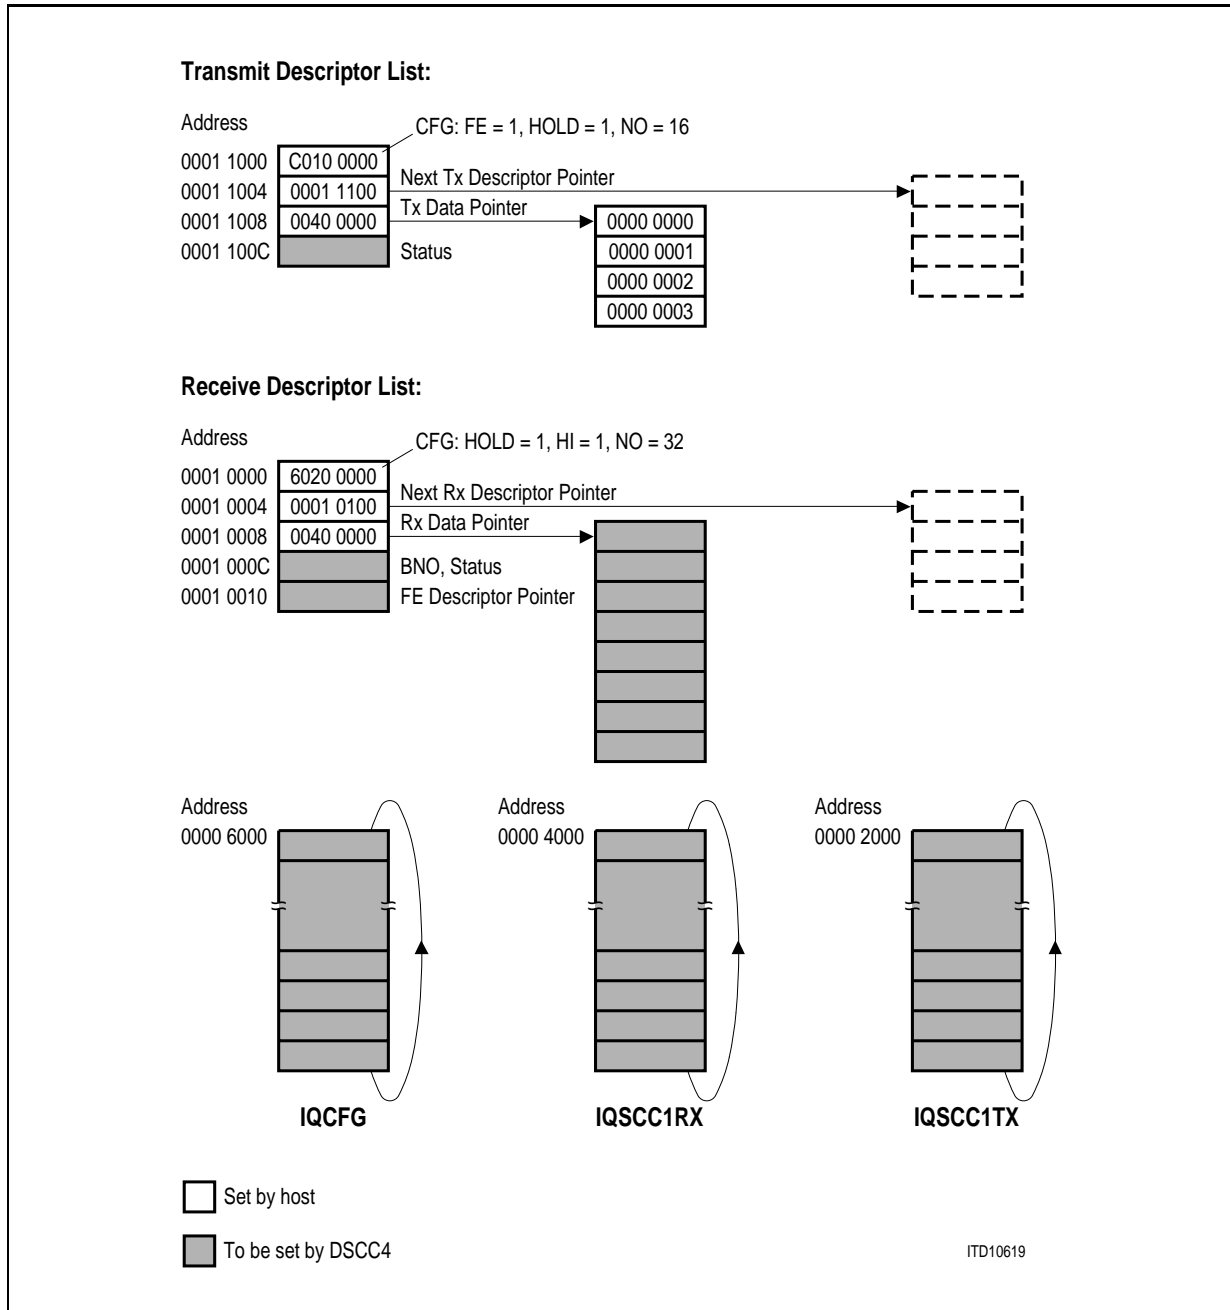 Transmit Descriptor List:
Address
CFG: FE = 1, HOLD = 1, NO = 16
0001 1000 C010 0000
0001 1004 0001 1100 Next Tx Descriptor Pointer
0001 1008 0040 0000 Tx Data Pointer 0000 0000
0001 100C Status 0000 0001
0000 0002
0000 0003
Receive Descriptor List:
Address
CFG: HOLD = 1, HI = 1, NO = 32
0001 0000 6020 0000
0001 0004 0001 0100 Next Rx Descriptor Pointer
0001 0008 0040 0000 Rx Data Pointer
0001 000C BNO, Status
0001 0010 FE Descriptor Pointer
Address Address Address
0000 6000 0000 4000 0000 2000
IQCFG IQSCC1RX IQSCC1TX
Set by host
To be set by DSCC4
ITD10619